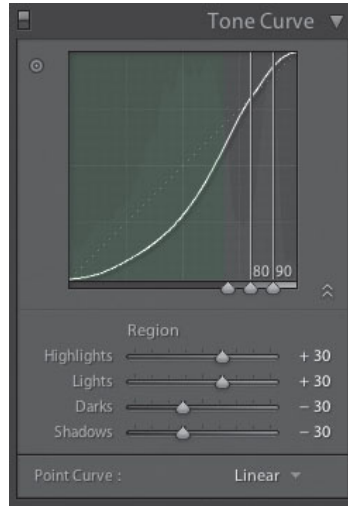 Tone Curve
80 90
Region
Highlights + 30
Lights + 30
Darks − 30
Shadows − 30
Point Curve : Linear